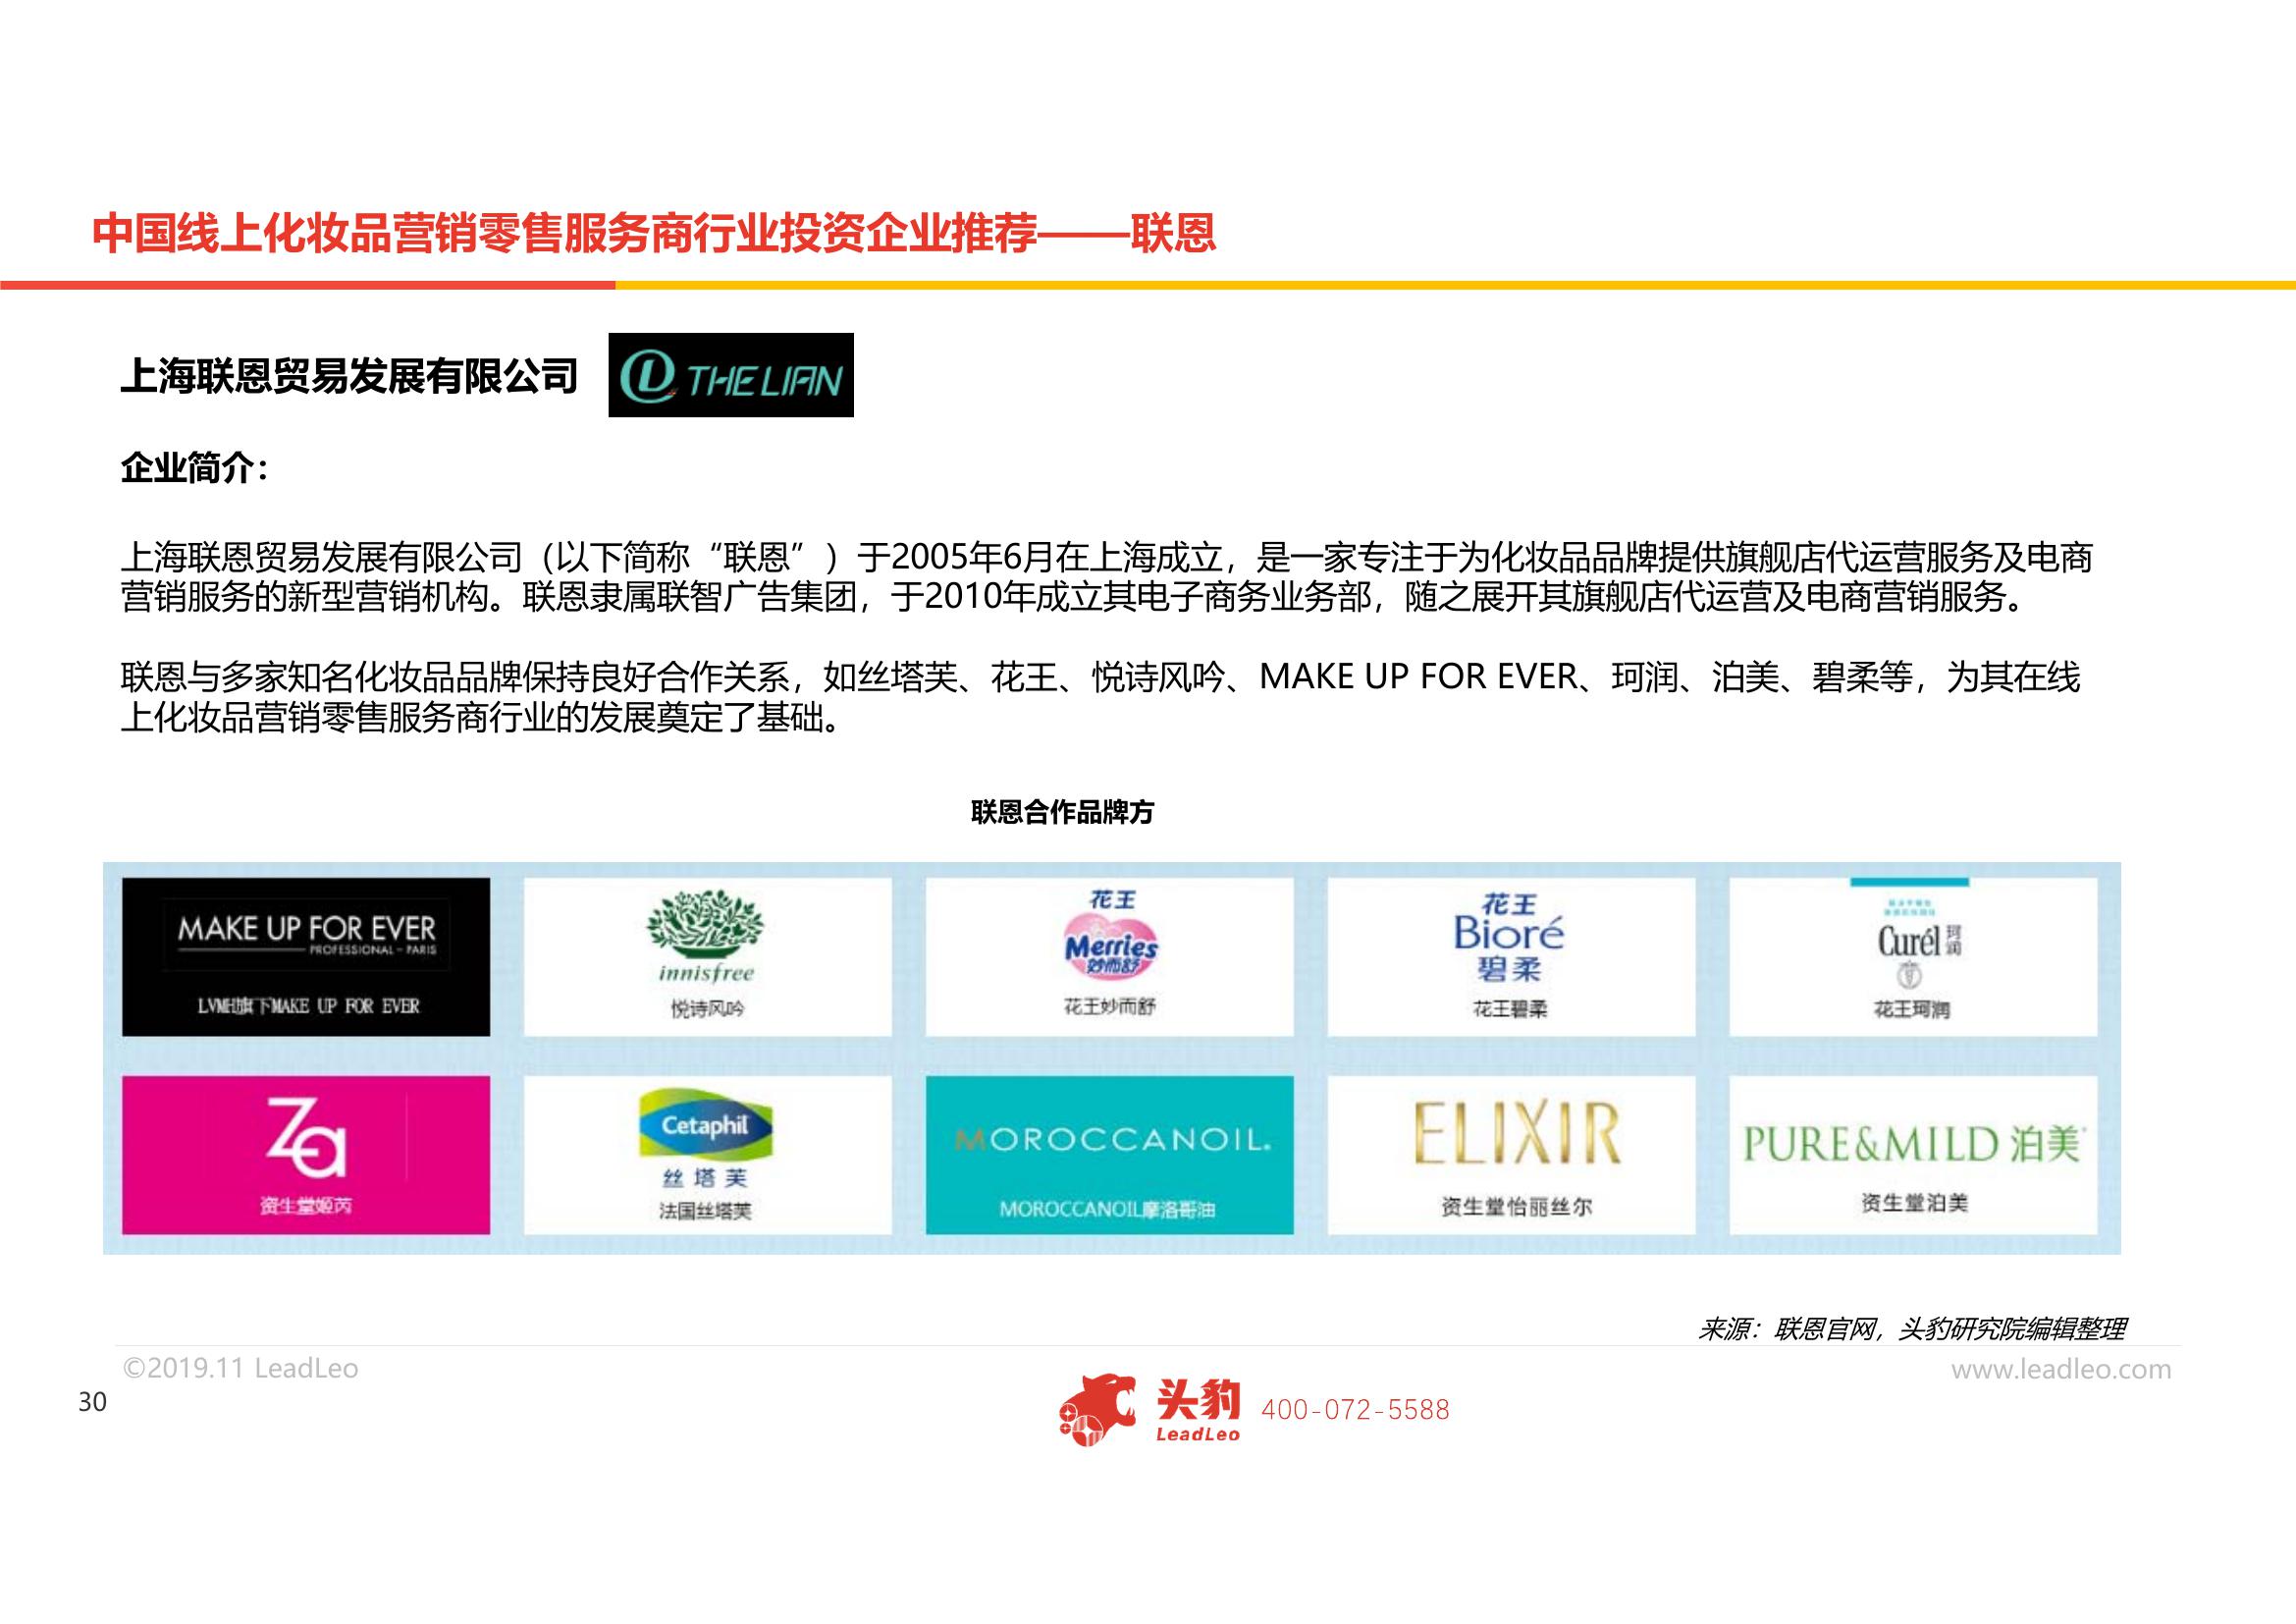 中国线上化妆品营销零售服务商行业投资企业推荐——联恩
上海联恩贸易发展有限公司
THE LIAN
企业简介：
上海联恩贸易发展有限公司（以下简称“联恩”）于2005年6月在上海成立，是一家专注于为化妆品品牌提供旗舰店代运营服务及电商
营销服务的新型营销机构。联恩隶属联智广告集团，于2010年成立其电子商务业务部，随之展开其旗舰店代运营及电商营销服务。
联恩与多家知名化妆品品牌保持良好合作关系，如丝塔芙、花王、悦诗风吟、MAKE UP FOR EVER、珂润、泊美、碧柔等，为其在线
上化妆品营销零售服务商行业的发展奠定了基础。
联恩合作品牌方
MAKE UP FOR EVER
PROFESSIONAL – PARIS
LVMH旗下MAKE UP FOR EVER
innisfree
悦诗风吟
花王
Merries
妙而舒
花王妙而舒
花王
Bioré
碧柔
花王碧柔
Curél 珂润
花王珂润
Za
资生堂姬芮
Cetaphil
丝塔芙
法国丝塔芙
MOROCCANOIL®
MOROCCANOIL摩洛哥油
ELIXIR
资生堂怡丽丝尔
PURE&MILD 泊美
资生堂泊美
来源：联恩官网，头豹研究院编辑整理
©2019.11 LeadLeo
www.leadleo.com
30
头豹
LeadLeo
400-072-5588